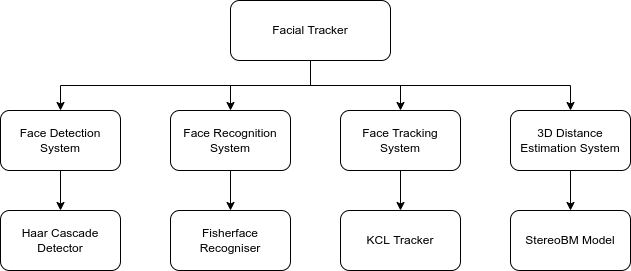 Facial Tracker
Face Detection
System
Face Recognition
System
Face Tracking
System
3D Distance
Estimation System
Haar Cascade
Detector
Fisherface
Recogniser
KCL Tracker
StereoBM Model